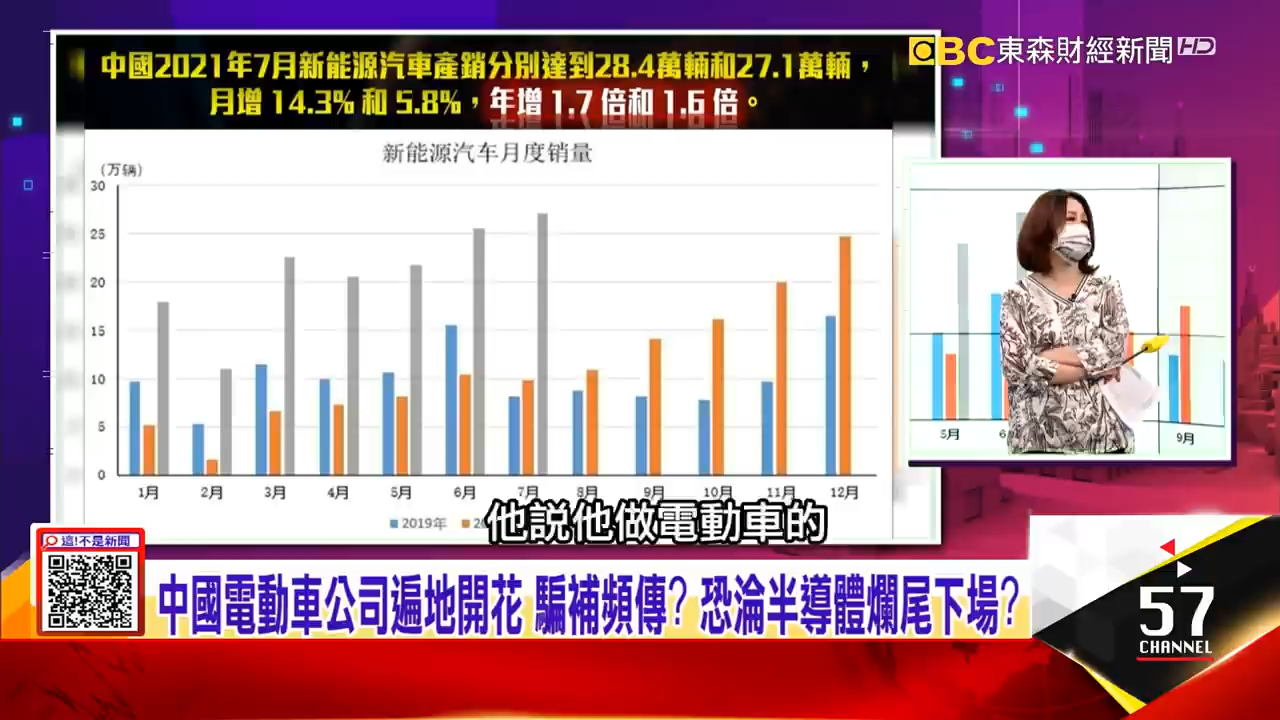 中國2021年7月新能源汽車產銷分別達到28.4萬輛和27.1萬輛，
月增 14.3% 和 5.8%，年增 1.7 倍和 1.6 倍。
EBC東森財經新聞HD
新能源汽车月度销量
(万辆)
30
25
20
15
10
5
0
1月 2月 3月 4月 5月 6月 7月 8月 9月 10月 11月 12月
2019年
5月
9月
他説他做電動車的
這!不是新聞
中國電動車公司遍地開花 騙補頻傳? 恐淪半導體爛尾下場?
57
CHANNEL